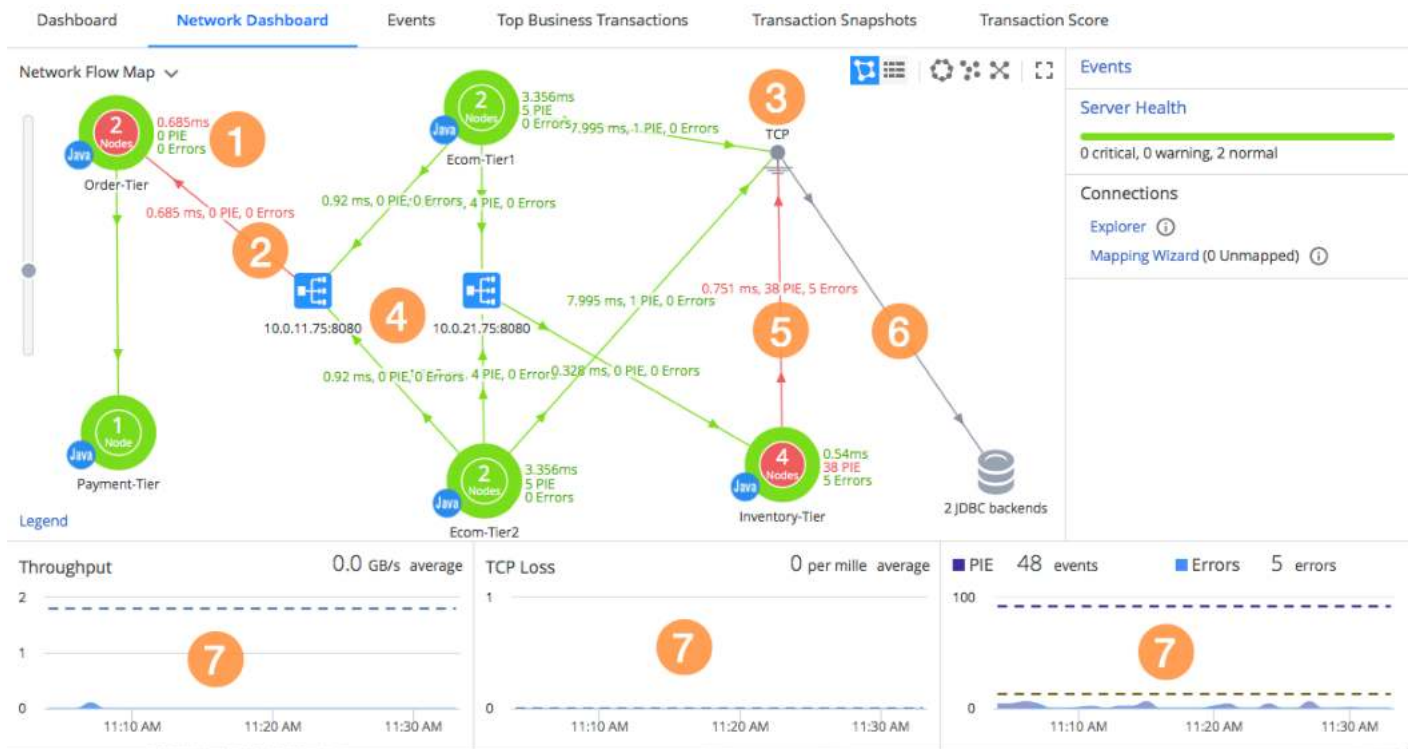 Dashboard
Network Dashboard
Events
Top Business Transactions
Transaction Snapshots
Transaction Score
Network Flow Map
2
Nodes
Java
0.685ms
0 PIE
0 Errors
1
Order-Tier
2
Nodes
Java
3.356ms
5 PIE
0 Errors
Ecom-Tier1
7.995 ms, 1 PIE, 0 Errors
3
TCP
0.685 ms, 0 PIE, 0 Errors
0.92 ms, 0 PIE, 0 Errors
, 4 PIE, 0 Errors
2
10.0.11.75:8080
4
10.0.21.75:8080
7.995 ms, 1 PIE, 0 Errors
0.751 ms, 38 PIE, 5 Errors
5
6
0.92 ms, 0 PIE, 0 Errors
4 PIE, 0 Errors
0.328 ms, 0 PIE, 0 Errors
1
Node
Java
Payment-Tier
2
Nodes
Java
3.356ms
5 PIE
0 Errors
Ecom-Tier2
4
Nodes
Java
0.54ms
38 PIE
5 Errors
Inventory-Tier
2 JDBC backends
Legend
Events
Server Health
0 critical, 0 warning, 2 normal
Connections
Explorer
Mapping Wizard (0 Unmapped)
Throughput
0.0 GB/s average
2
1
0
7
11:10 AM
11:20 AM
11:30 AM
TCP Loss
0 per mille average
1
0
7
11:10 AM
11:20 AM
11:30 AM
PIE 48 events
Errors 5 errors
100
0
7
11:10 AM
11:20 AM
11:30 AM